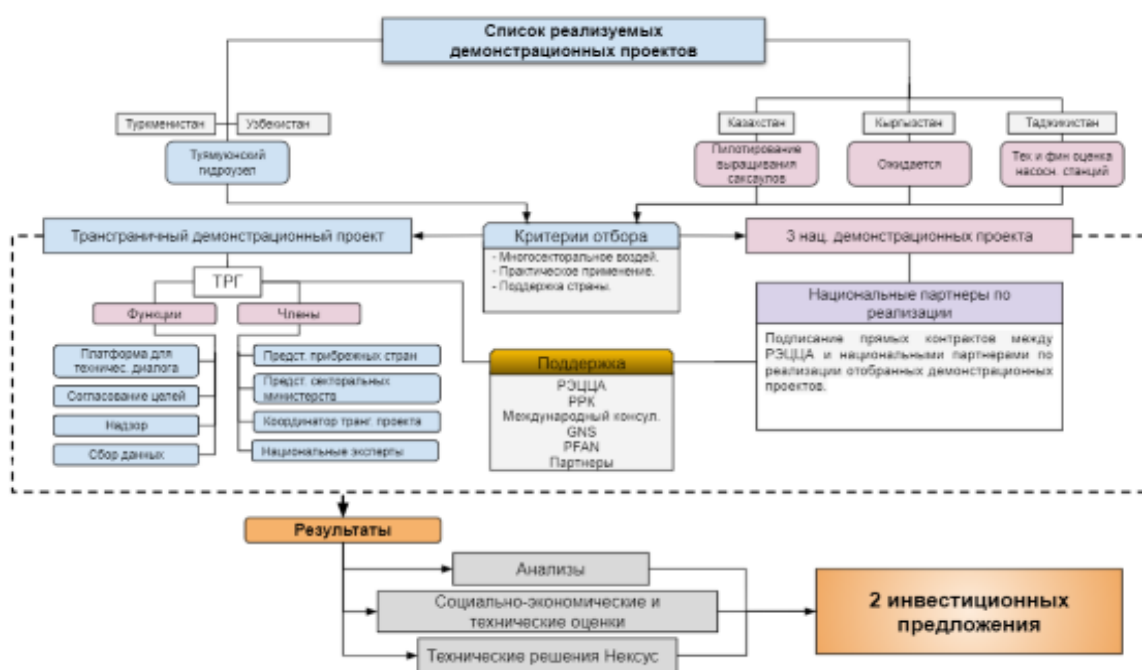 Список реализуемых
демонстрационных проектов
Туркменистан
Узбекистан
Туямуюнский
гидроузел
Казахстан
Кыргызстан
Таджикистан
Пилотирование
выращивания
саксаулов
Ожидается
Тех и фин оценка
насосн. станций
Трансграничный демонстрационный проект
Критерии отбора
- Многосекторальное воздей.
- Практическое применение.
- Поддержка страны.
3 нац. демонстрационных проекта
ТРГ
Функции
Члены
Платформа для
техничес. диалога
Согласование целей
Надзор
Сбор данных
Предст. прибрежных стран
Предст. секторальных
министерств
Координатор транг. проекта
Национальные эксперты
Поддержка
РЭЦЦА
РРК
Международный консул.
GNS
PFAN
Партнеры
Национальные партнеры по
реализации
Подписание прямых контрактов между
РЭЦЦА и национальными партнерами по
реализации отобранных демонстрационных
проектов.
Результаты
Анализы
Социально-экономические и
технические оценки
Технические решения Нексус
2 инвестиционных
предложения